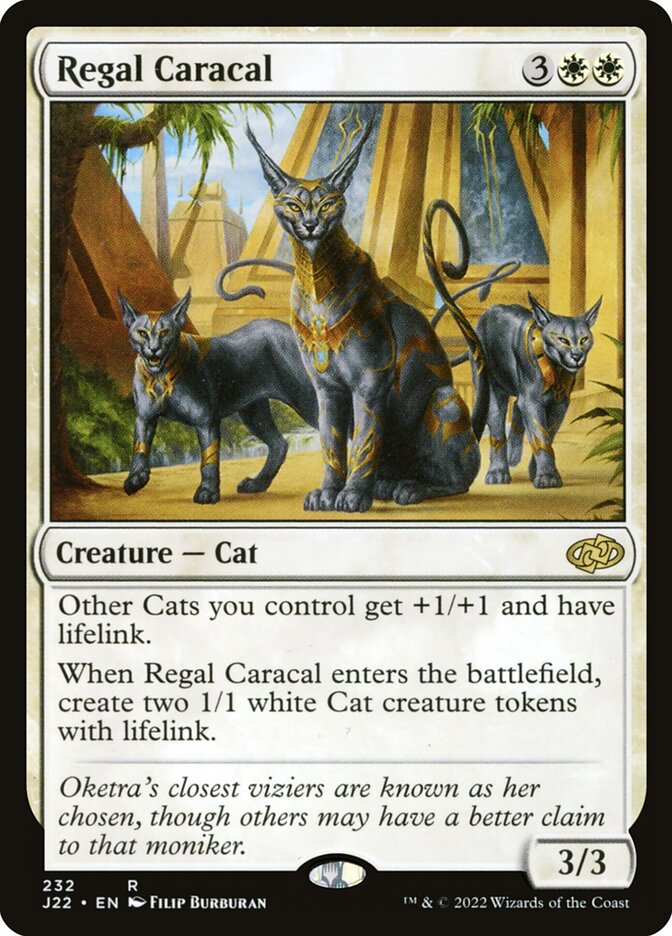 Regal Caracal 3
Creature — Cat
Other Cats you control get +1/+1 and have
lifelink.
When Regal Caracal enters the battlefield,
create two 1/1 white Cat creature tokens
with lifelink.
Oketra's closest viziers are known as her
chosen, though others may have a better claim
to that moniker.
3/3
232 R
J22 • EN Filip Burburan
™ & © 2022 Wizards of the Coast